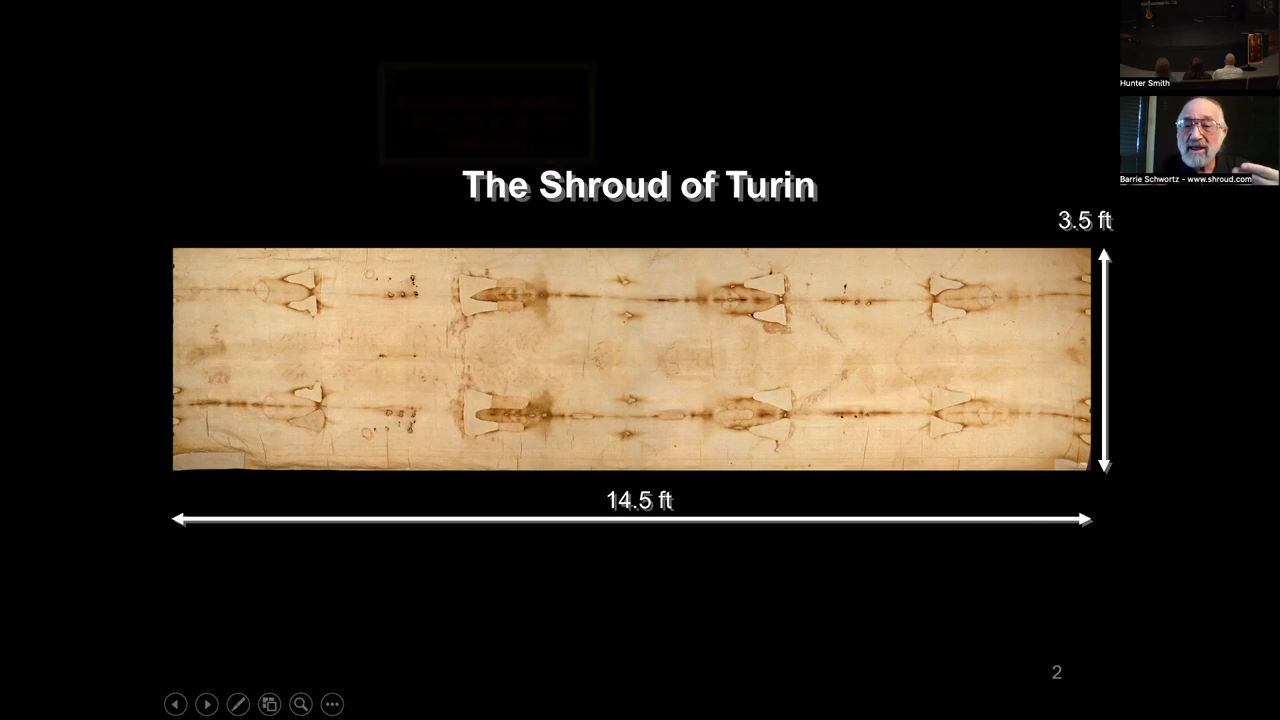 Hunter Smith
Barrie Schwortz - www.shroud.com
The Shroud of Turin
3.5 ft
14.5 ft
2